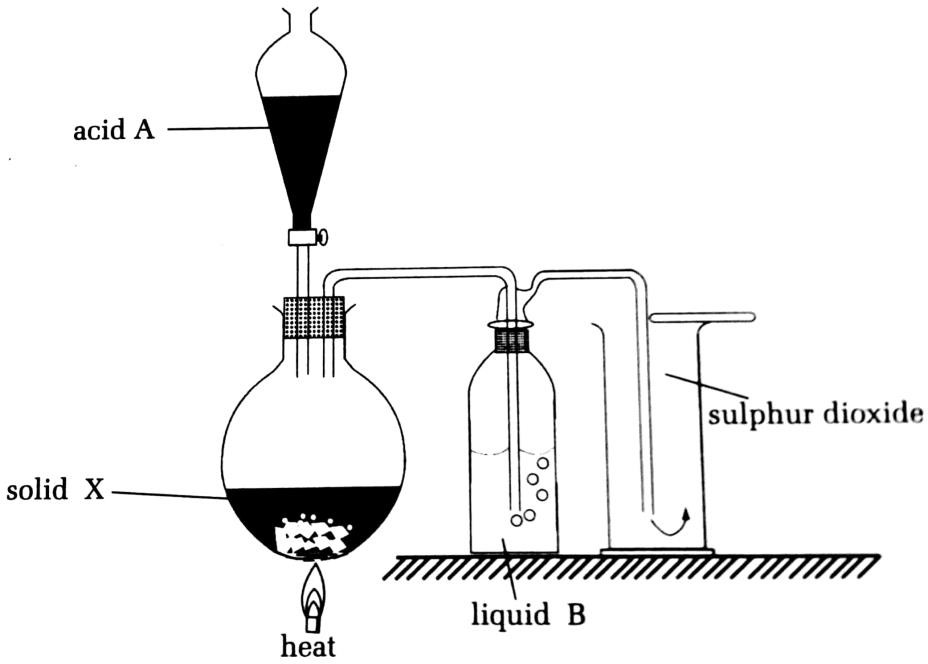 acid A
sulphur dioxide
solid X
liquid B
heat